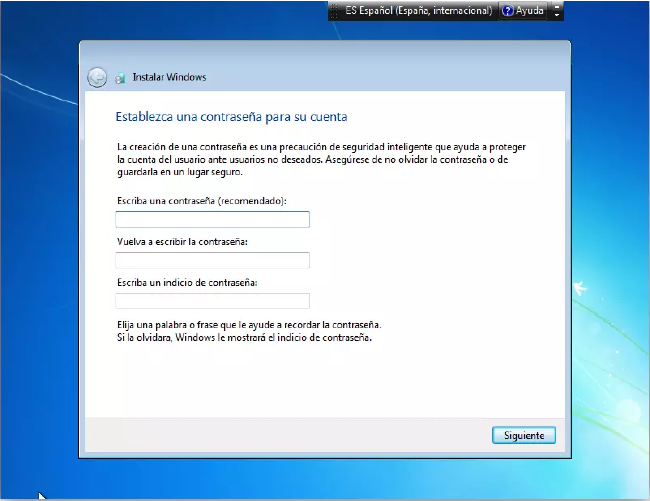 ES Español (España, internacional) ? Ayuda
Instalar Windows
Establezca una contraseña para su cuenta
La creación de una contraseña es una precaución de seguridad inteligente que ayuda a proteger
la cuenta del usuario ante usuarios no deseados. Asegúrese de no olvidar la contraseña o de
guardarla en un lugar seguro.
Escriba una contraseña (recomendado):
Vuelva a escribir la contraseña:
Escriba un indicio de contraseña:
Elija una palabra o frase que le ayude a recordar la contraseña.
Si la olvidara, Windows le mostrará el indicio de contraseña.
Siguiente